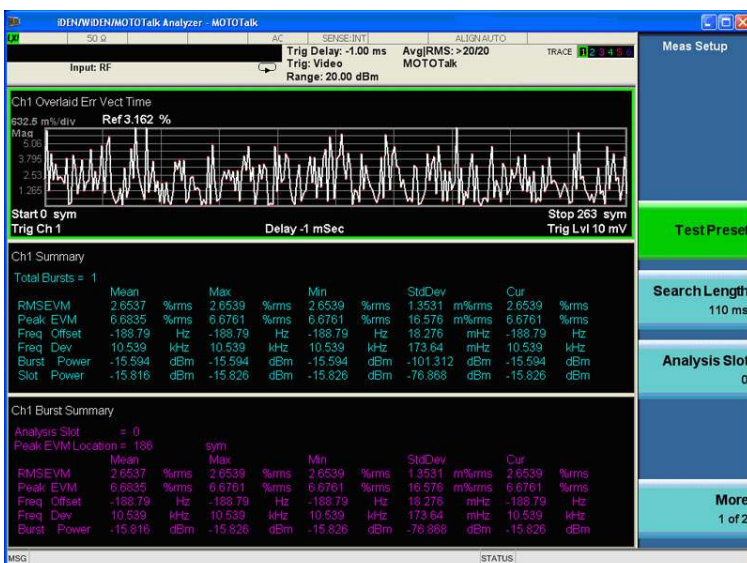 iDEN/WiDEN/MOTOTalk Analyzer - MOTOTalk
LXI 50 Ω AC SENSE:INT ALIGN AUTO
Input: RF
Trig Delay: -1.00 ms
Trig: Video
Range: 20.00 dBm
Avg|RMS: >20/20
MOTOTalk
TRACE 1 2 3 4 5 6
Ch1 Overlaid Err Vect Time
632.5 m%/div Ref 3.162 %
Mag
5.06
3.795
2.53
1.265
Start 0 sym Stop 263 sym
Trig Ch 1 Delay -1 mSec Trig Lvl 10 mV
Ch1 Summary
Total Bursts = 1
Mean Max Min StdDev Cur
RMSEVM 2.6537 %rms 2.6539 %rms 2.6539 %rms 1.3531 m%rms 2.6539 %rms
Peak EVM 6.6835 %rms 6.6761 %rms 6.6761 %rms 16.576 m%rms 6.6761 %rms
Freq Offset -188.79 Hz -188.79 Hz -188.79 Hz 18.276 mHz -188.79 Hz
Freq Dev 10.539 kHz 10.539 kHz 10.539 kHz 173.64 mHz 10.539 kHz
Burst Power -15.594 dBm -15.594 dBm -15.594 dBm -101.312 dBm -15.594 dBm
Slot Power -15.816 dBm -15.826 dBm -15.826 dBm -76.868 dBm -15.826 dBm
Ch1 Burst Summary
Analysis Slot = 0
Peak EVM Location = 186 sym
Mean Max Min StdDev Cur
RMSEVM 2.6537 %rms 2.6539 %rms 2.6539 %rms 1.3531 m%rms 2.6539 %rms
Peak EVM 6.6835 %rms 6.6761 %rms 6.6761 %rms 16.576 m%rms 6.6761 %rms
Freq Offset -188.79 Hz -188.79 Hz -188.79 Hz 18.276 mHz -188.79 Hz
Freq Dev 10.539 kHz 10.539 kHz 10.539 kHz 173.64 mHz 10.539 kHz
Burst Power -15.816 dBm -15.826 dBm -15.826 dBm -76.868 dBm -15.826 dBm
MSG STATUS
Meas Setup
Test Preset
Search Length
110 ms
Analysis Slot
0
More
1 of 2